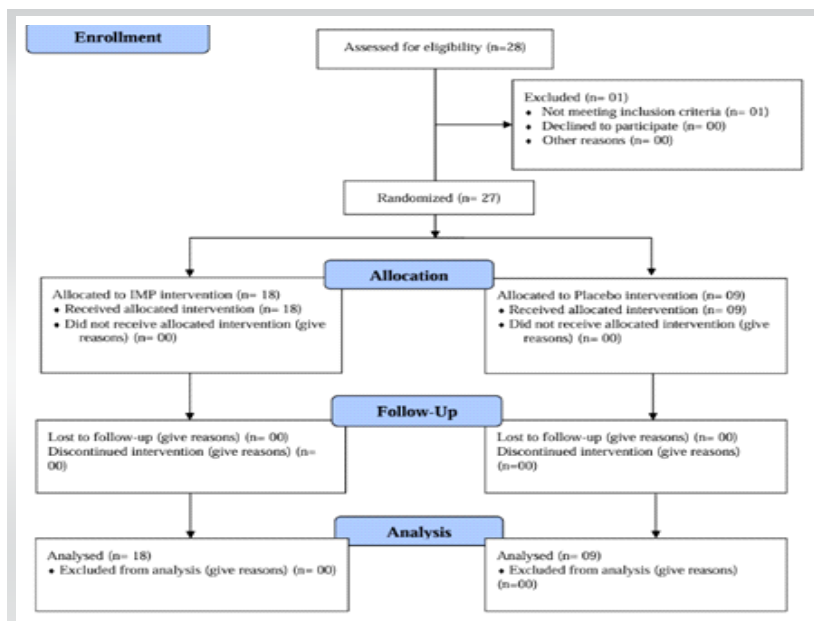 Enrollment
Assessed for eligibility (n=28)
Excluded (n= 01)
• Not meeting inclusion criteria (n= 01)
• Declined to participate (n= 00)
• Other reasons (n= 00)
Randomized (n= 27)
Allocation
Allocated to IMP intervention (n= 18)
• Received allocated intervention (n= 18)
• Did not receive allocated intervention (give
reasons) (n= 00)
Allocated to Placebo intervention (n= 09)
• Received allocated intervention (n= 09)
• Did not receive allocated intervention (give
reasons) (n= 00)
Follow-Up
Lost to follow-up (give reasons) (n= 00)
Discontinued intervention (give reasons) (n=
00)
Lost to follow-up (give reasons) (n= 00)
Discontinued intervention (give reasons)
(n=00)
Analysis
Analysed (n= 18)
• Excluded from analysis (give reasons) (n= 00)
Analysed (n= 09)
• Excluded from analysis (give reasons)
(n=00)